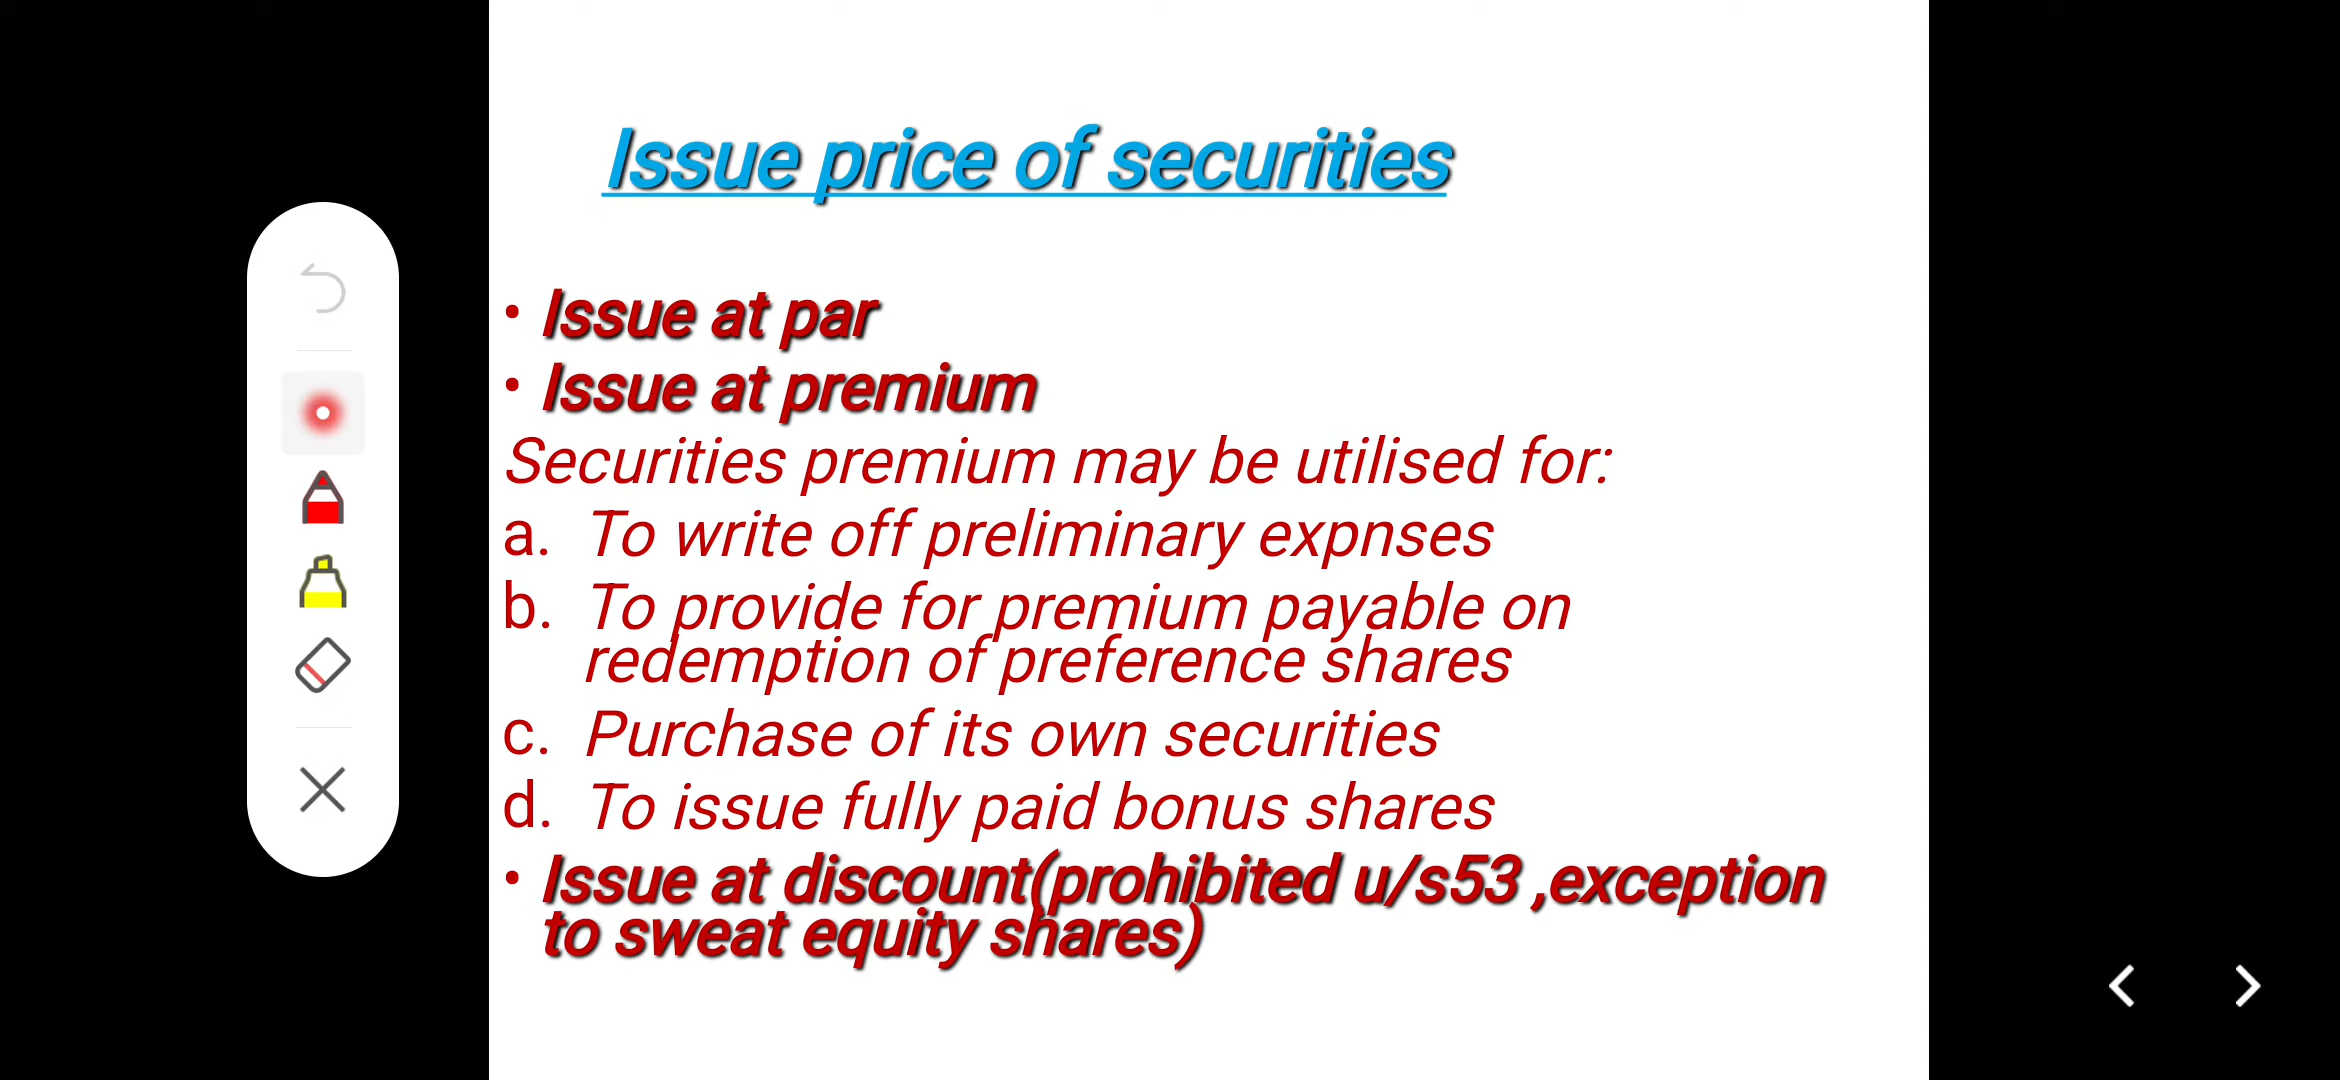 Issue price of securities
• Issue at par
• Issue at premium
Securities premium may be utilised for:
a. To write off preliminary expnses
b. To provide for premium payable on
redemption of preference shares
c. Purchase of its own securities
d. To issue fully paid bonus shares
• Issue at discount(prohibited u/s53 ,exception
to sweat equity shares)